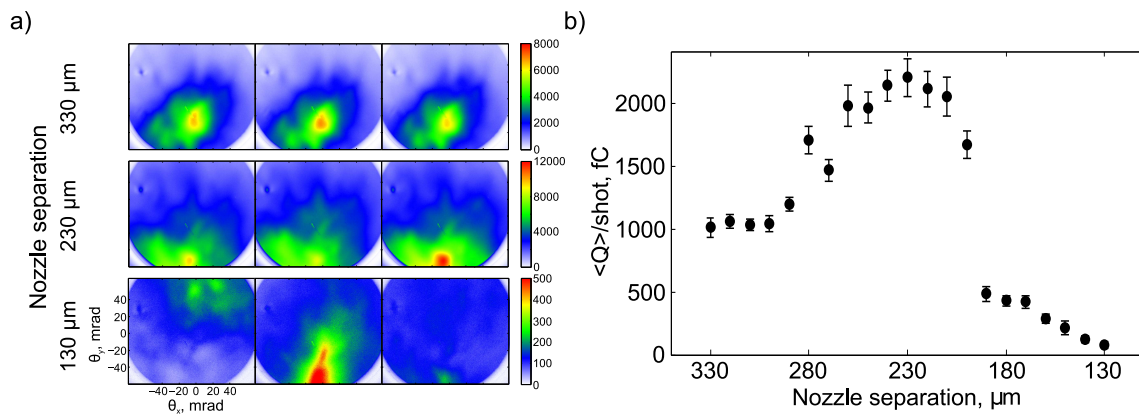 a)
Nozzle separation
330 µm
8000
6000
4000
2000
0
230 µm
12000
8000
4000
0
130 µm
500
400
300
200
100
0
θy, mrad
40
20
0
−20
−40
−40 −20 0 20 40
θx, mrad
b)
<Q>/shot, fC
2000
1500
1000
500
0
330 280 230 180 130
Nozzle separation, µm